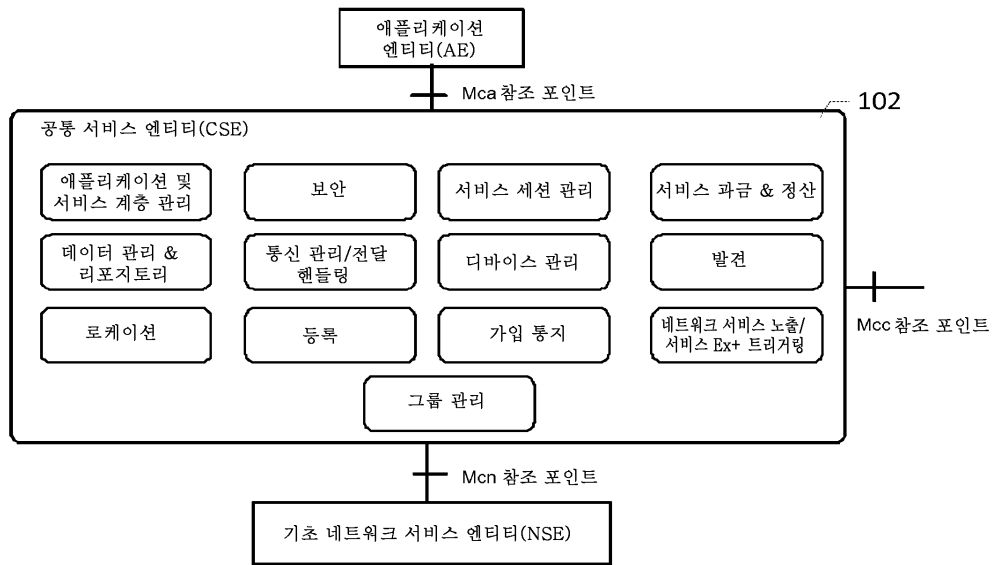 애플리케이션
엔티티(AE)
Mca 참조 포인트
102
공통 서비스 엔티티(CSE)
애플리케이션 및
서비스 계층 관리
보안
서비스 세션 관리
서비스 과금 & 정산
데이터 관리 &
리포지토리
통신 관리/전달
핸들링
디바이스 관리
발견
로케이션
등록
가입 통지
네트워크 서비스 노출/
서비스 Ex+ 트리거링
Mcc 참조 포인트
그룹 관리
Mcn 참조 포인트
기초 네트워크 서비스 엔티티(NSE)